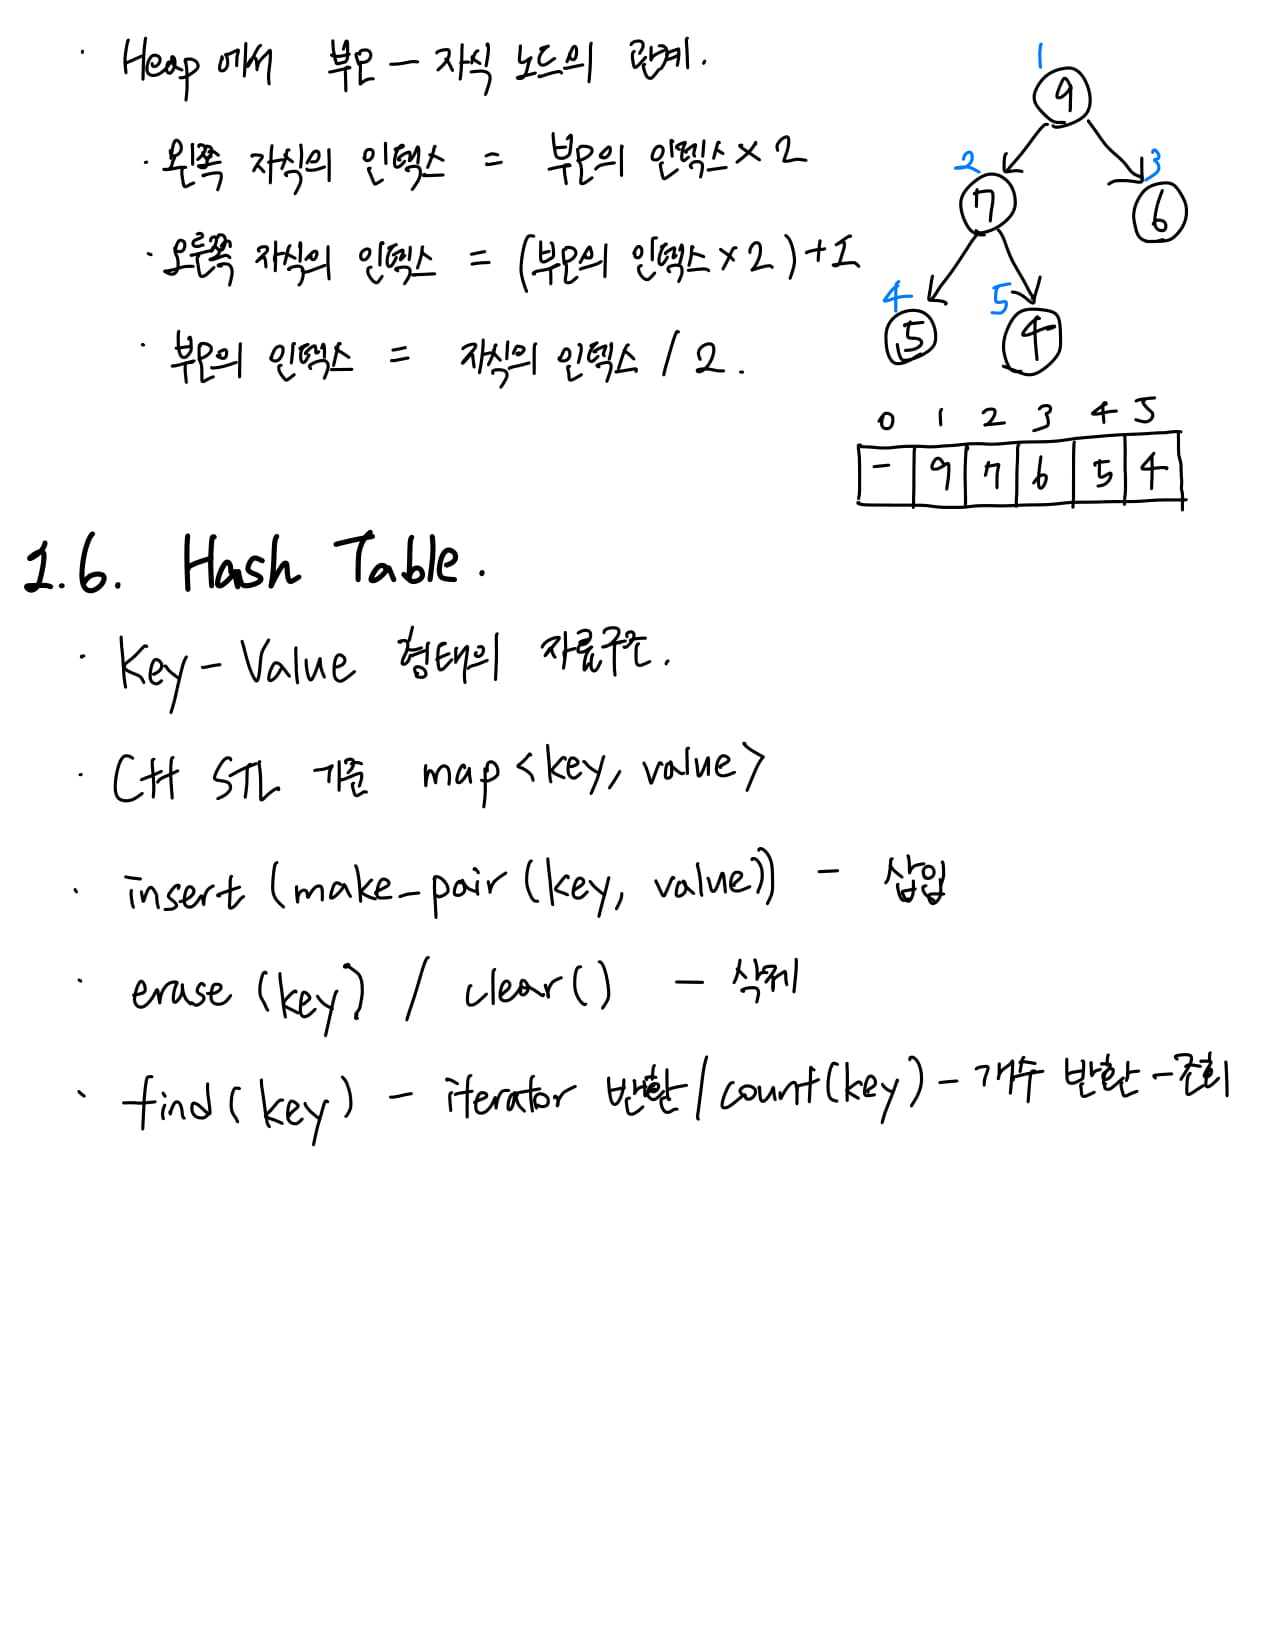 · Heap에서 부모 - 자식 노드의 관계.
· 왼쪽 자식의 인덱스 = 부모의 인덱스 × 2
· 오른쪽 자식의 인덱스 = (부모의 인덱스 × 2) + 1
· 부모의 인덱스 = 자식의 인덱스 / 2.
1
9
2 3
7 6
4 5
5 4
0 1 2 3 4 5
- 9 7 6 5 4
1.6. Hash Table.
· Key - Value 형태의 자료구조.
· C++ STL 기준 map<key, value>
· insert (make_pair (key, value)) - 삽입
· erase (key) / clear() - 삭제
· find (key) - iterator 반환 / count(key) - 개수 반환 - 조회